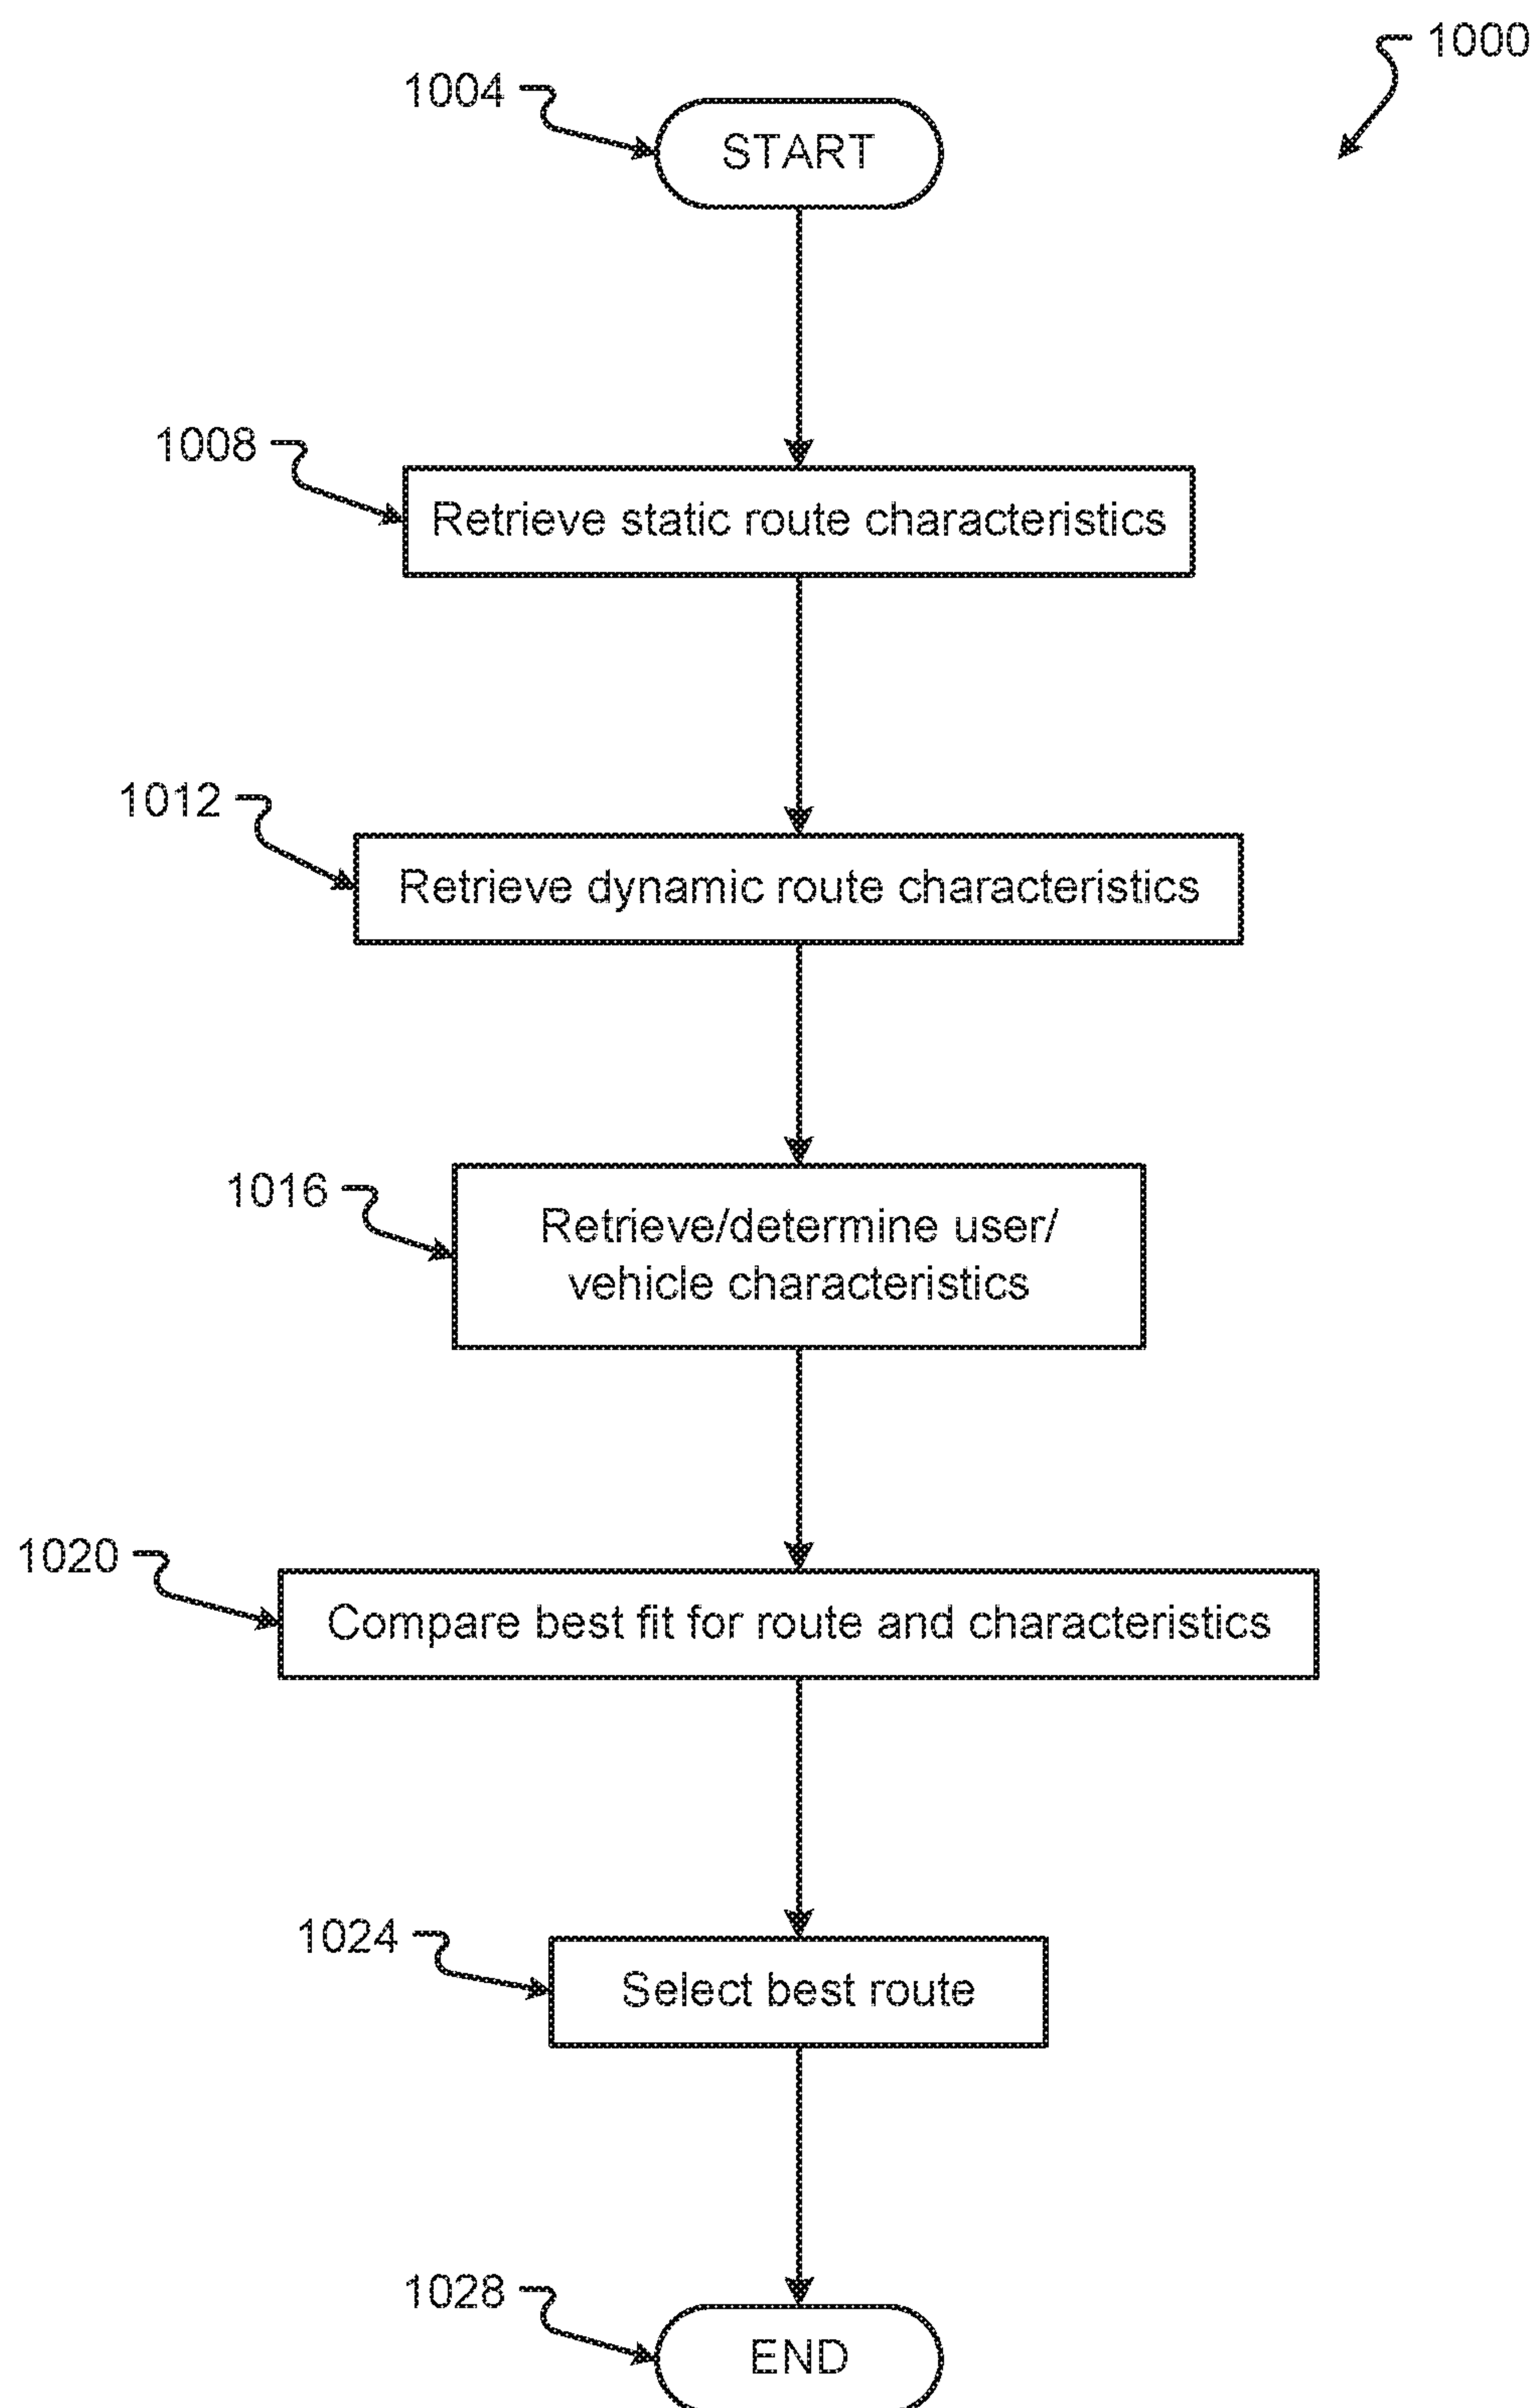 1000
1004
START
1008
Retrieve static route characteristics
1012
Retrieve dynamic route characteristics
1016
Retrieve/determine user/
vehicle characteristics
1020
Compare best fit for route and characteristics
1024
Select best route
1028
END